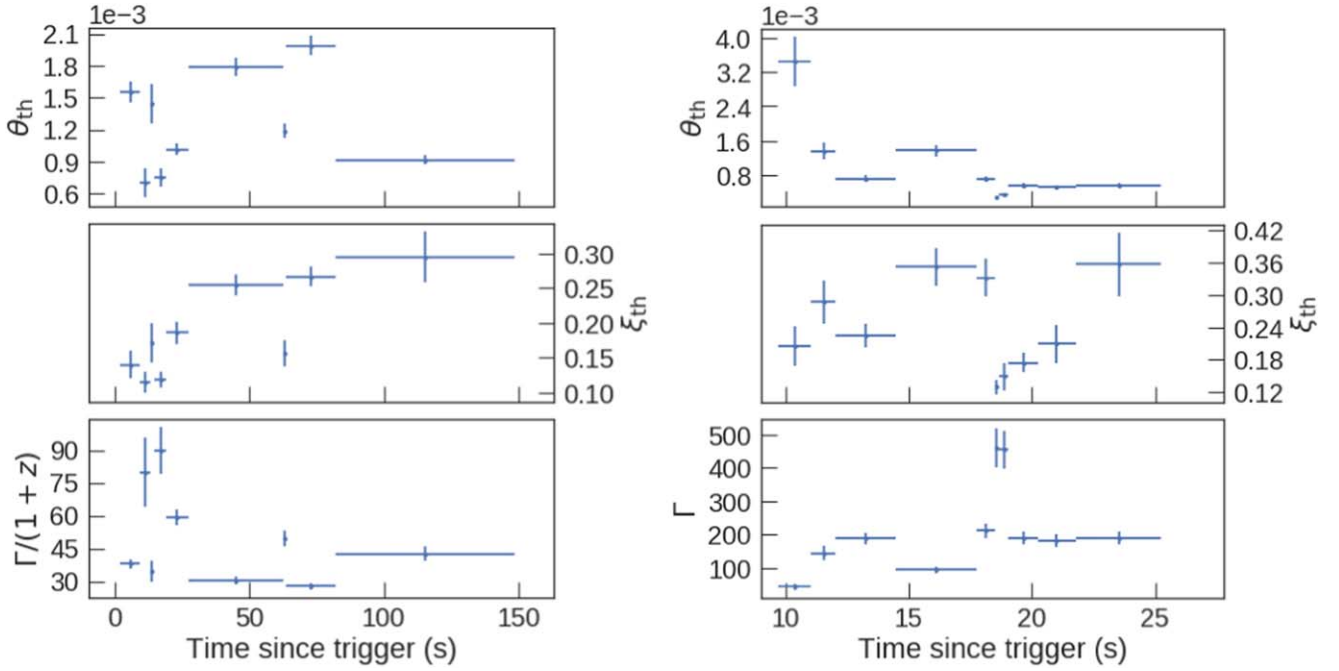 1e−3
2.1
1.8
1.5
1.2
0.9
0.6
θth
0.30
0.25
0.20
0.15
0.10
ξth
90
75
60
45
30
Γ/(1 + z)
0 50 100 150
Time since trigger (s)
1e−3
4.0
3.2
2.4
1.6
0.8
θth
0.42
0.36
0.30
0.24
0.18
0.12
ξth
500
400
300
200
100
Γ
10 15 20 25
Time since trigger (s)